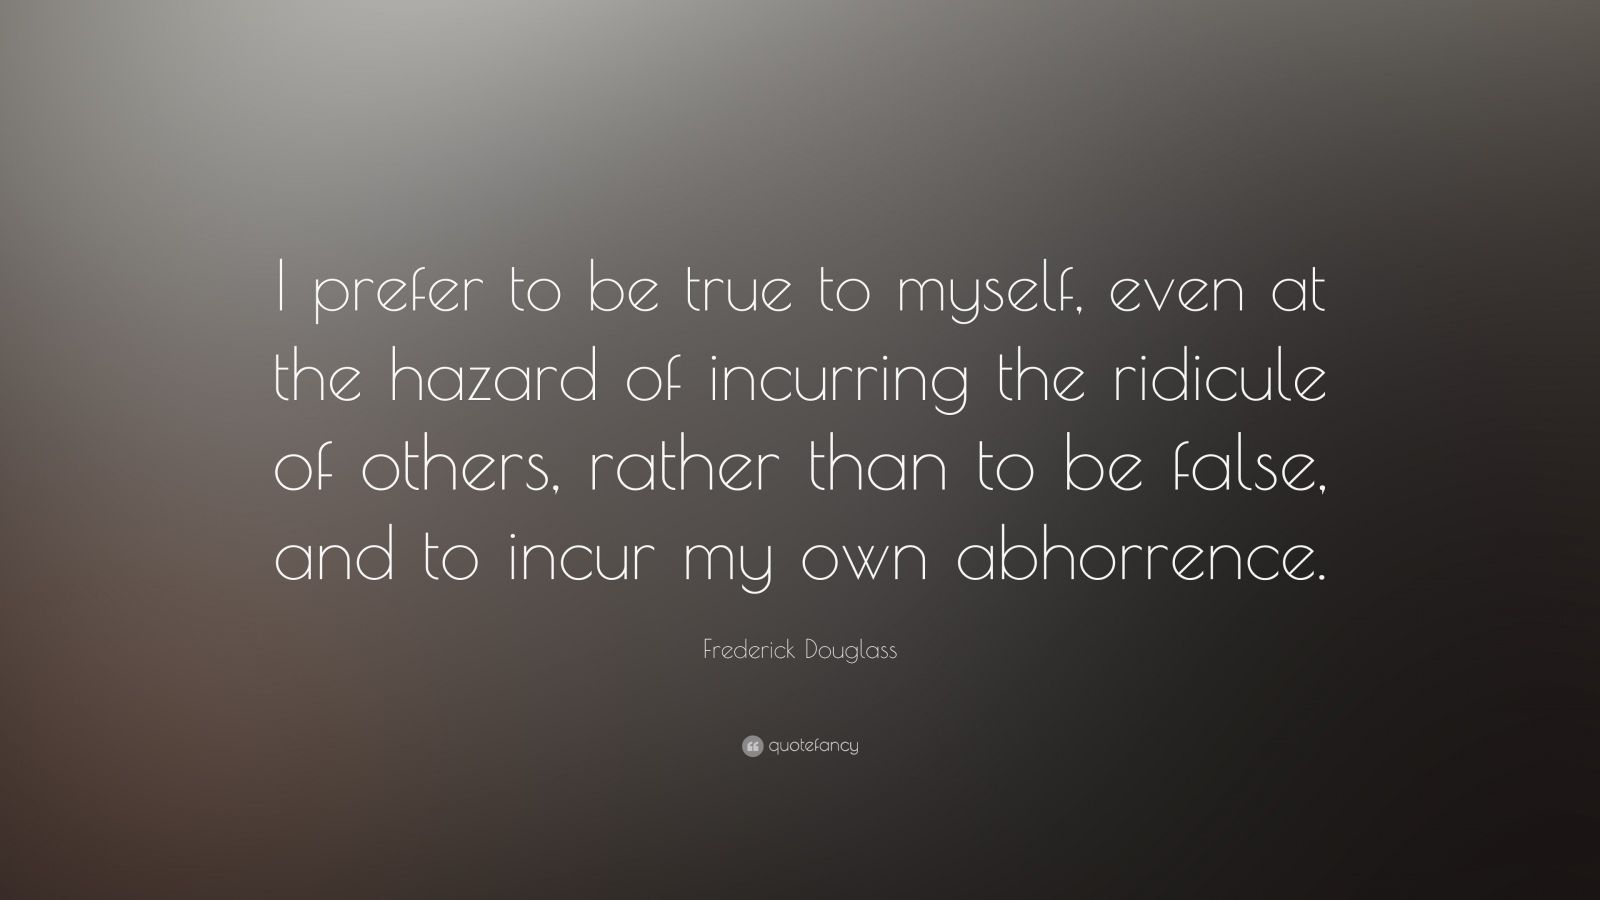 I prefer to be true to myself, even at
the hazard of incurring the ridicule
of others, rather than to be false,
and to incur my own abhorrence.
Frederick Douglass
quotefancy